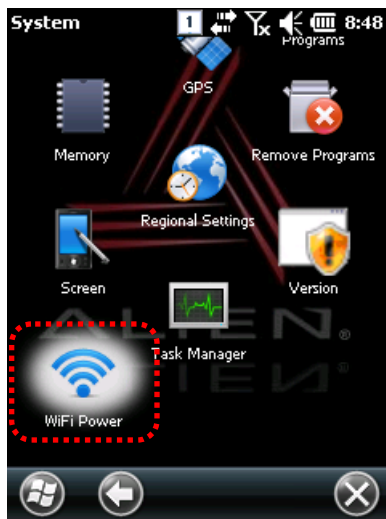 System 1 8:48
Programs
GPS
Memory
Remove Programs
Regional Settings
Screen
Version
ALIEN®
Task Manager
WiFi Power